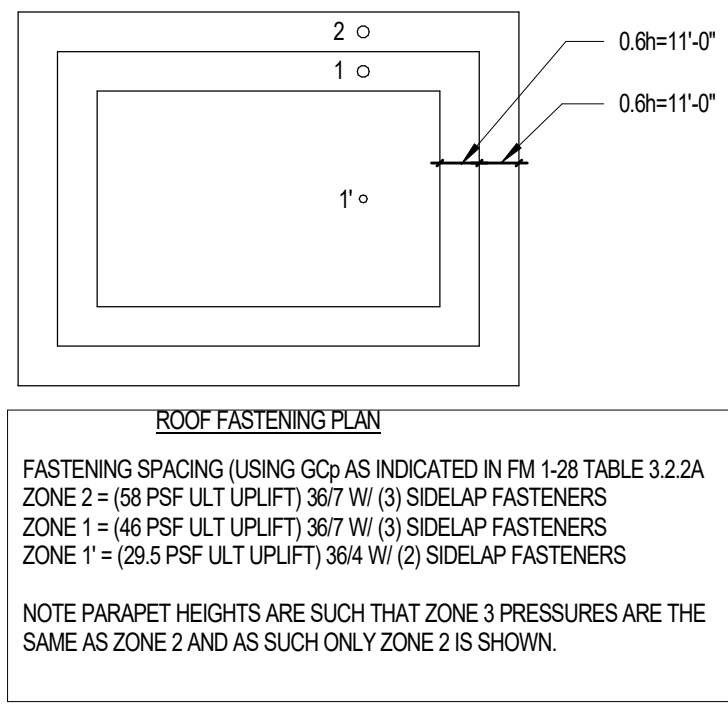 2
0.6h=11'-0"
1
0.6h=11'-0"
1'
ROOF FASTENING PLAN
FASTENING SPACING (USING GCp AS INDICATED IN FM 1-28 TABLE 3.2.2A
ZONE 2 = (58 PSF ULT UPLIFT) 36/7 W/ (3) SIDELAP FASTENERS
ZONE 1 = (46 PSF ULT UPLIFT) 36/7 W/ (3) SIDELAP FASTENERS
ZONE 1' = (29.5 PSF ULT UPLIFT) 36/4 W/ (2) SIDELAP FASTENERS
NOTE PARAPET HEIGHTS ARE SUCH THAT ZONE 3 PRESSURES ARE THE
SAME AS ZONE 2 AND AS SUCH ONLY ZONE 2 IS SHOWN.